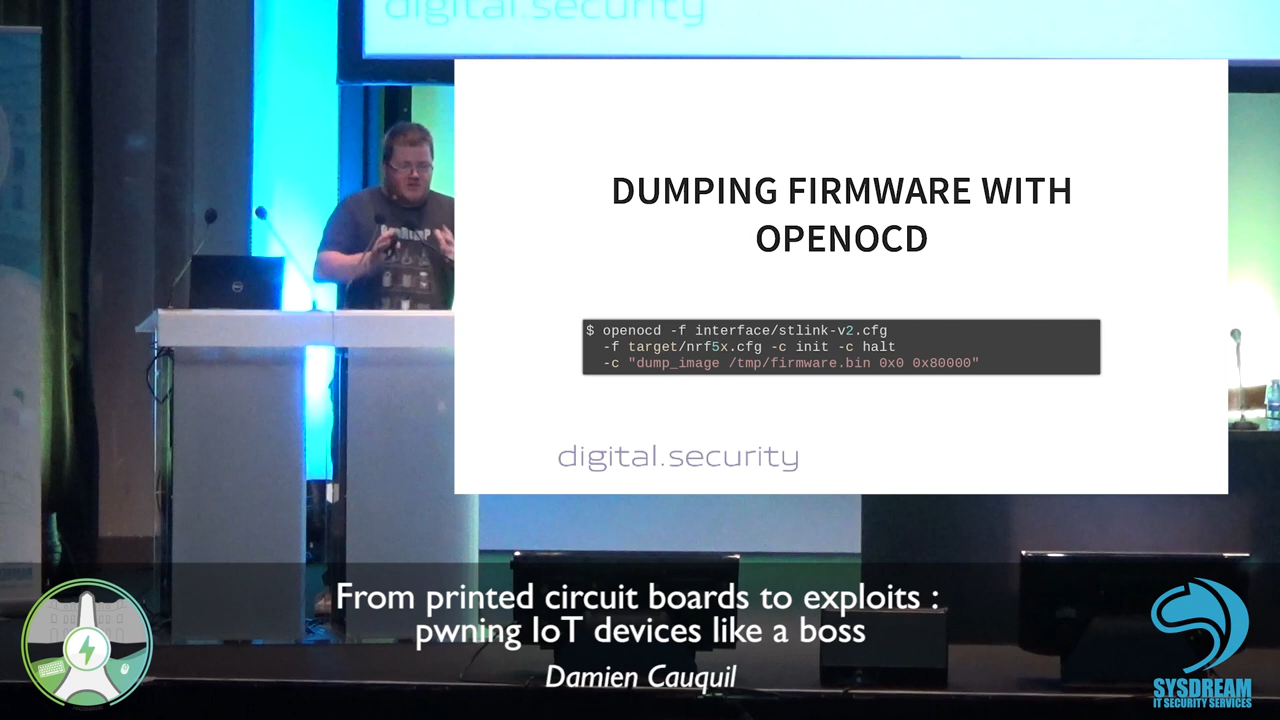 digital.security
DUMPING FIRMWARE WITH
OPENOCD
$ openocd -f interface/stlink-v2.cfg
-f target/nrf5x.cfg -c init -c halt
-c "dump_image /tmp/firmware.bin 0x0 0x80000"
digital.security
DELL
From printed circuit boards to exploits :
pwning IoT devices like a boss
Damien Cauquil
SYSDREAM
IT SECURITY SERVICES